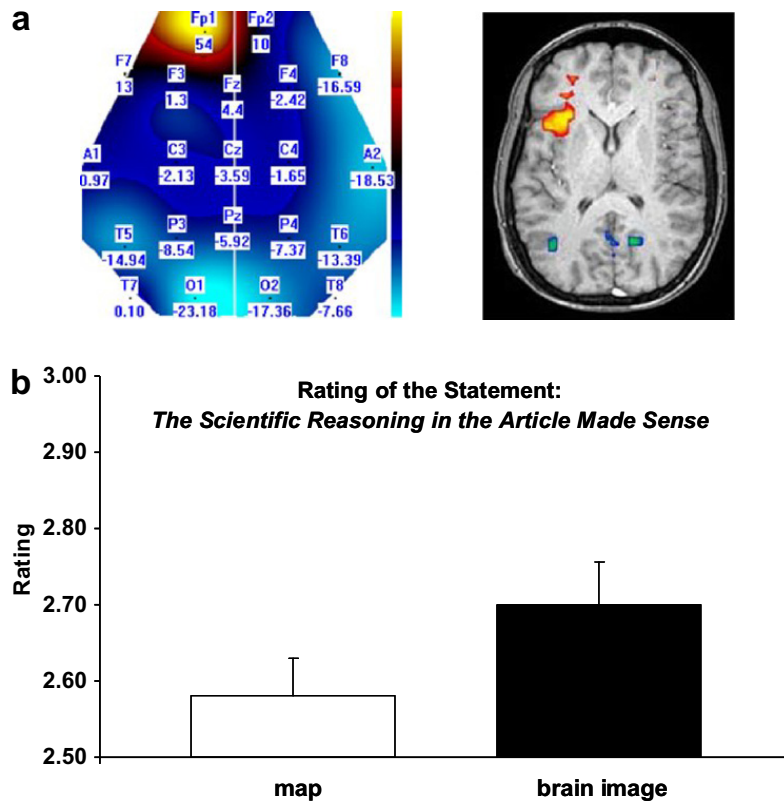 a
Fp1 Fp2
54 10
F7 F3 Fz F4 F8
13 1.3 4.4 -2.42 -16.59
A1 C3 Cz C4 A2
0.97 -2.13 -3.59 -1.65 -18.53
T5 P3 Pz P4 T6
-14.94 -8.54 -5.92 -7.37 -13.39
T7 O1 O2 T8
0.10 -23.18 -17.36 -7.66
b
Rating of the Statement:
The Scientific Reasoning in the Article Made Sense
3.00
2.90
2.80
2.70
2.60
2.50
Rating
map
brain image